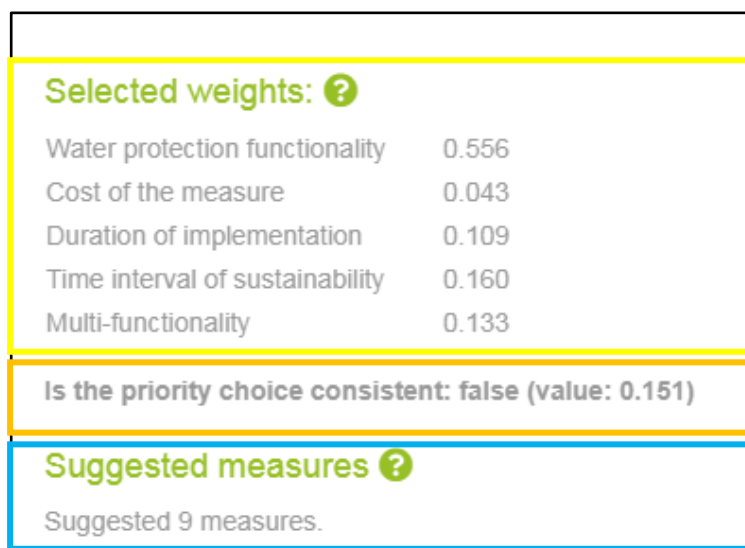 Selected weights: ?
Water protection functionality 0.556
Cost of the measure 0.043
Duration of implementation 0.109
Time interval of sustainability 0.160
Multi-functionality 0.133
Is the priority choice consistent: false (value: 0.151)
Suggested measures ?
Suggested 9 measures.